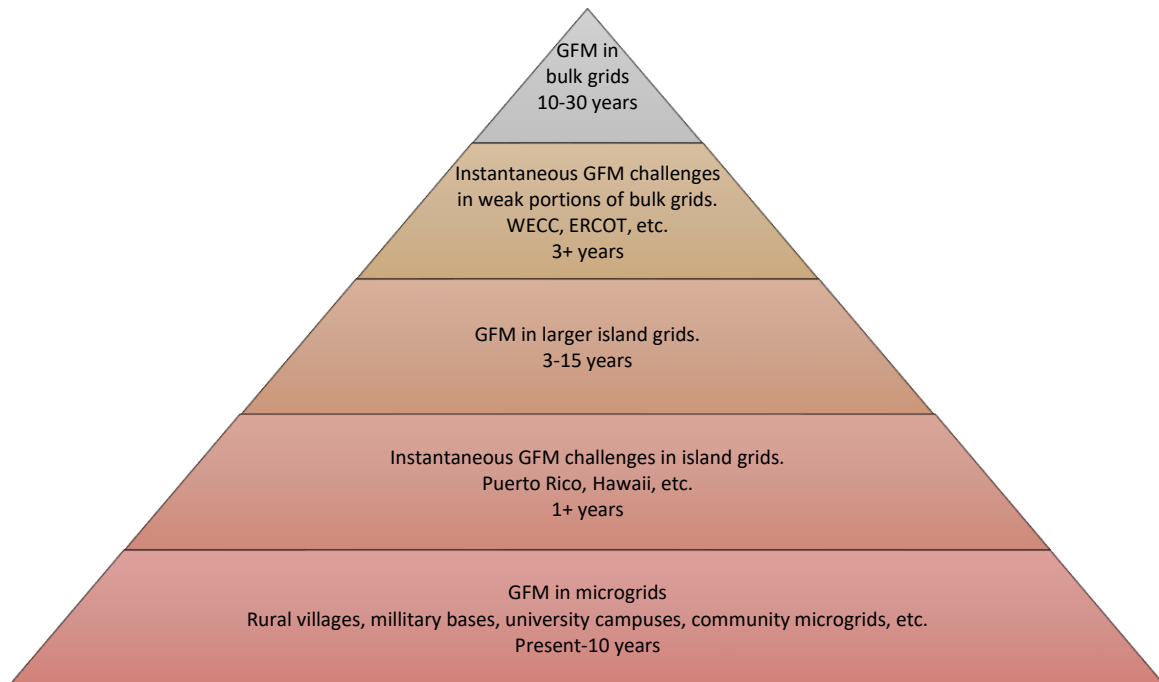 GFM in
bulk grids
10-30 years
Instantaneous GFM challenges
in weak portions of bulk grids.
WECC, ERCOT, etc.
3+ years
GFM in larger island grids.
3-15 years
Instantaneous GFM challenges in island grids.
Puerto Rico, Hawaii, etc.
1+ years
GFM in microgrids
Rural villages, millitary bases, university campuses, community microgrids, etc.
Present-10 years